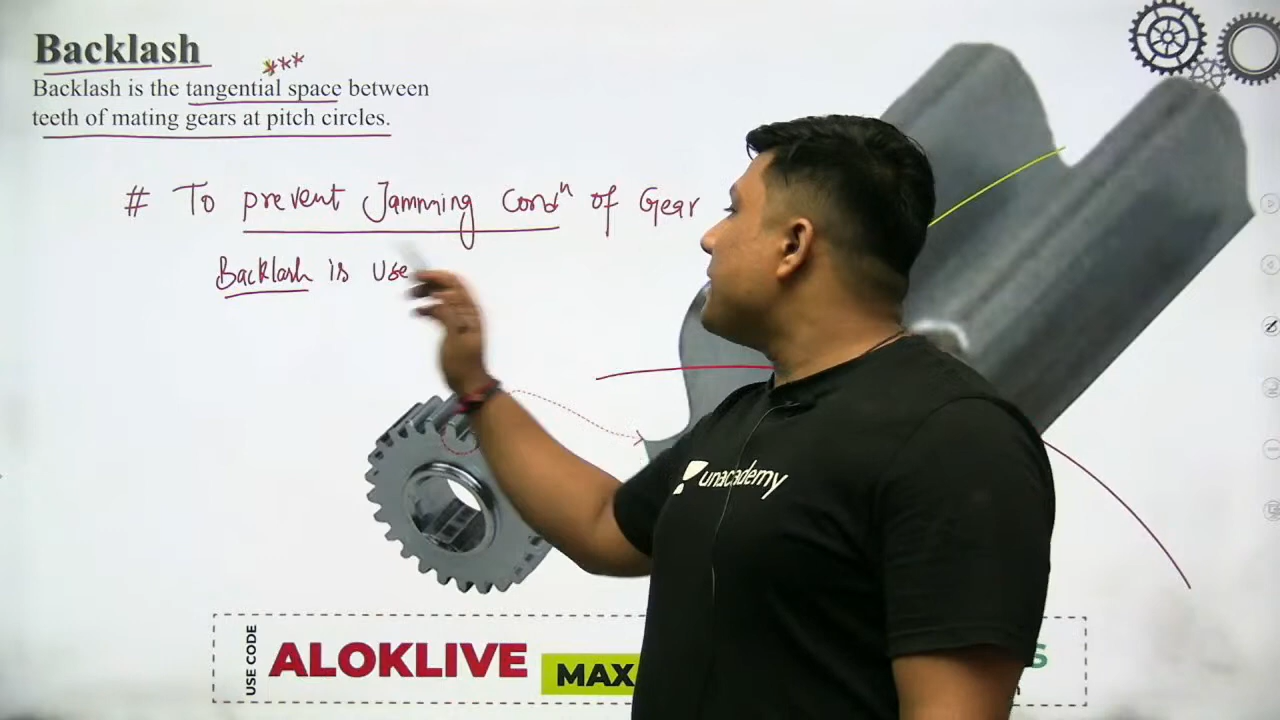 Backlash
***
Backlash is the tangential space between
teeth of mating gears at pitch circles.
# To prevent Jamming Condⁿ of Gear
Backlash is use
unacademy
USE CODE
ALOKLIVE
MAX
S